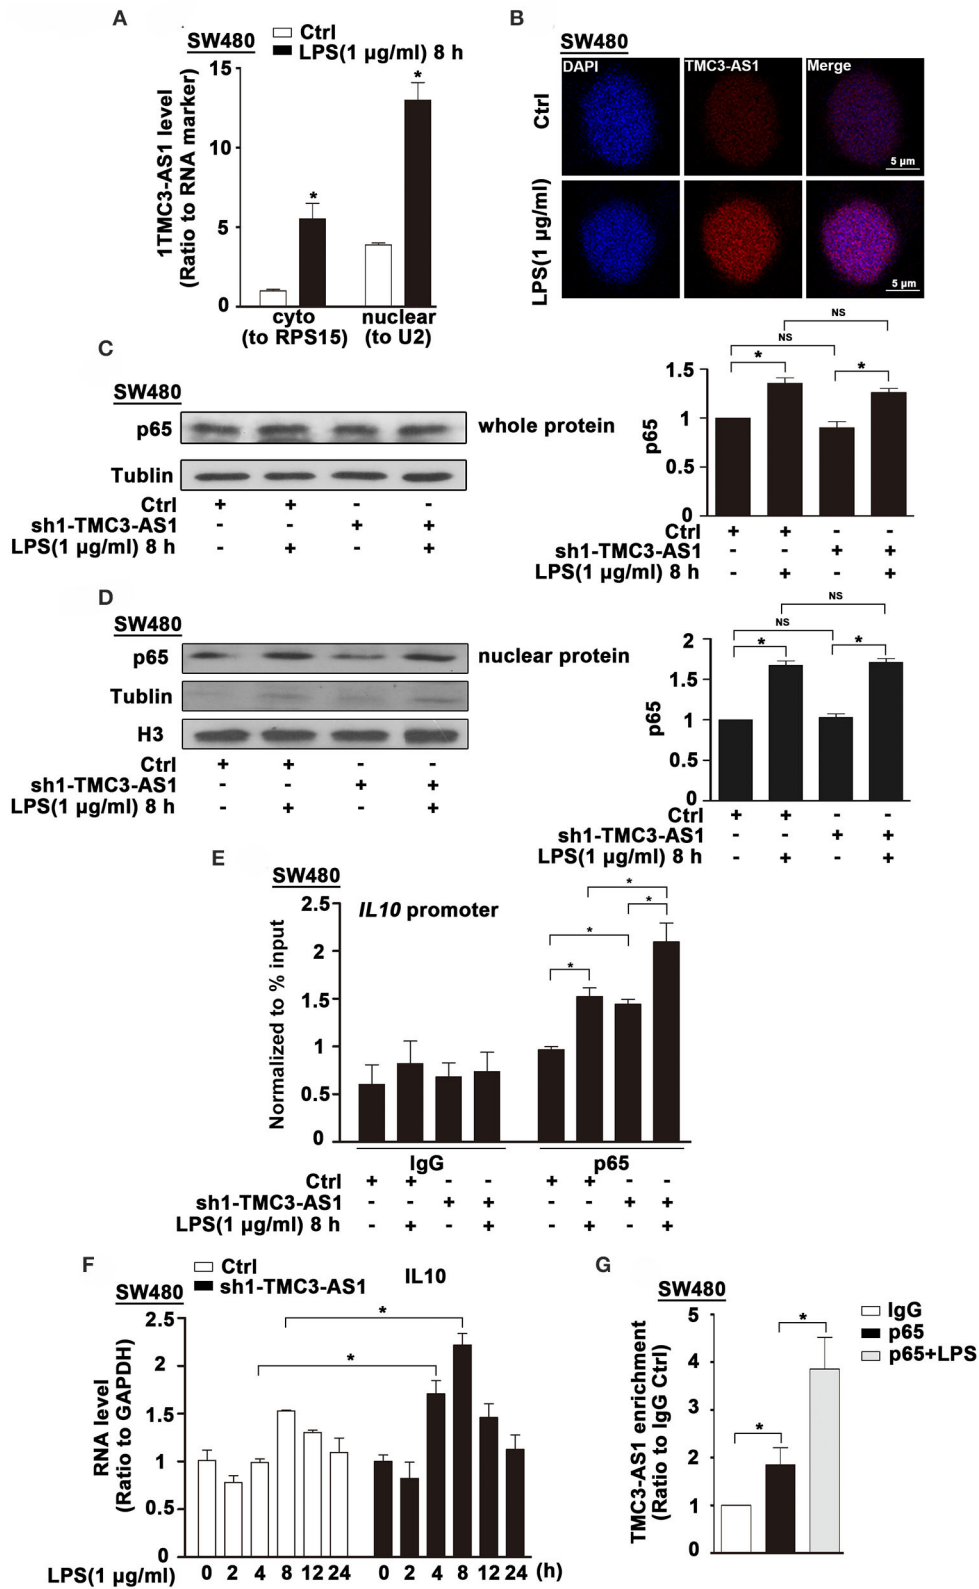 A
SW480
Ctrl
LPS(1 µg/ml) 8 h
1TMC3-AS1 level
(Ratio to RNA marker)
15
10
5
0
*
*
cyto
(to RPS15)
nuclear
(to U2)
B
SW480
DAPI
TMC3-AS1
Merge
Ctrl
5 µm
LPS(1 µg/ml)
5 µm
C
SW480
p65
whole protein
Tublin
Ctrl + + - -
sh1-TMC3-AS1 - - + +
LPS(1 µg/ml) 8 h - + - +
NS
NS
*
*
p65
1.5
1
0.5
0
Ctrl + + - -
sh1-TMC3-AS1 - - + +
LPS(1 µg/ml) 8 h - + - +
D
SW480
p65
nuclear protein
Tublin
H3
Ctrl + + - -
sh1-TMC3-AS1 - - + +
LPS(1 µg/ml) 8 h - + - +
NS
NS
*
*
p65
2
1.5
1
0.5
0
Ctrl + + - -
sh1-TMC3-AS1 - - + +
LPS(1 µg/ml) 8 h - + - +
E
SW480
IL10 promoter
Normalized to % input
2.5
2
1.5
1
0.5
0
*
*
*
*
IgG
p65
Ctrl + + - - + + - -
sh1-TMC3-AS1 - - + + - - + +
LPS(1 µg/ml) 8 h - + - + - + - +
F
SW480
Ctrl
sh1-TMC3-AS1
IL10
RNA level
(Ratio to GAPDH)
2.5
2
1.5
1
0.5
0
*
*
LPS(1 µg/ml) 0 2 4 8 12 24 0 2 4 8 12 24 (h)
G
SW480
IgG
p65
p65+LPS
TMC3-AS1 enrichment
(Ratio to IgG Ctrl)
5
4
3
2
1
0
*
*